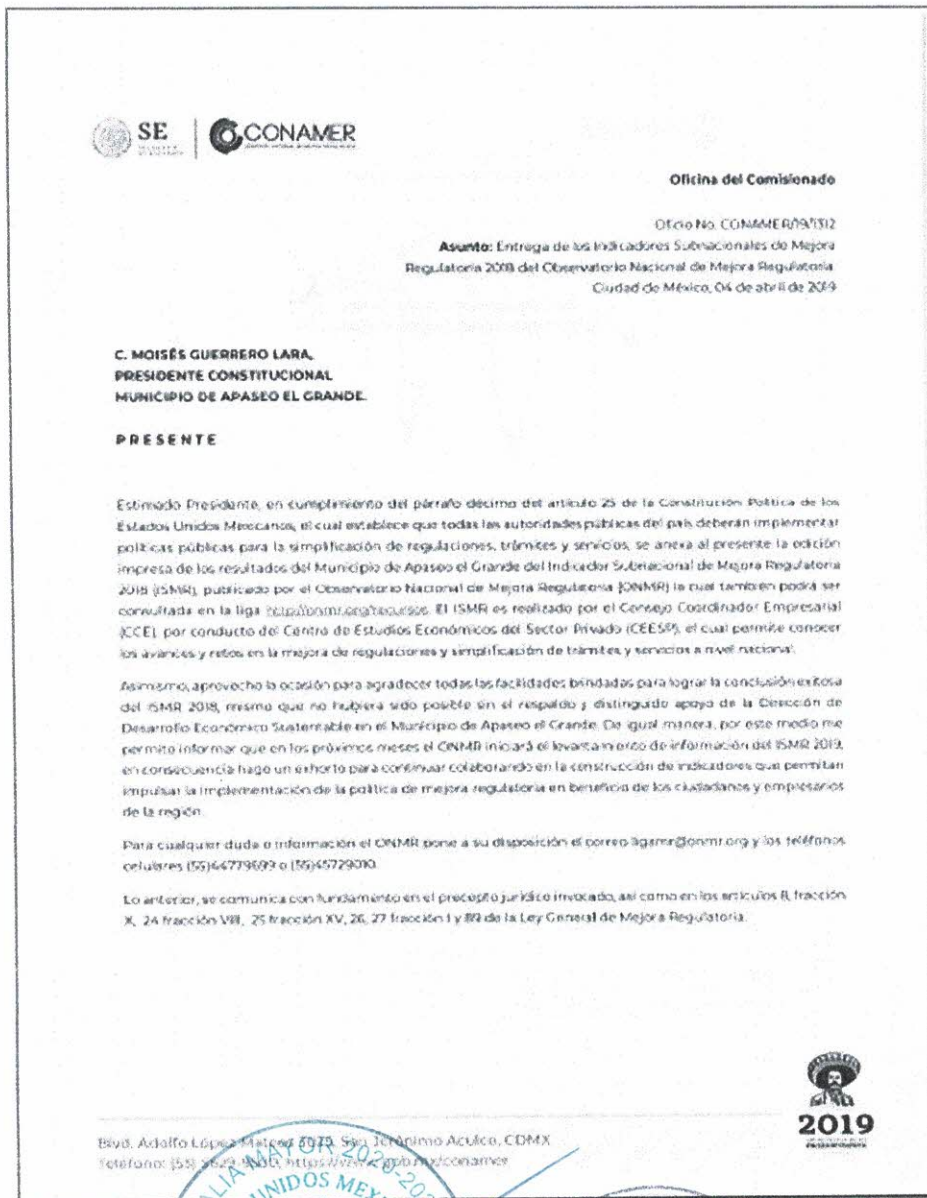 SE
CONAMER
Oficina del Comisionado
Oficio No. CONAMER/19/1312
Asunto: Entrega de los Indicadores Subnacionales de Mejora
Regulatoria 2018 del Observatorio Nacional de Mejora Regulatoria
Ciudad de México, 04 de abril de 2019
C. MOISÉS GUERRERO LARA,
PRESIDENTE CONSTITUCIONAL
MUNICIPIO DE APASEO EL GRANDE.
PRESENTE
Estimado Presidente, en cumplimiento del párrafo décimo del artículo 25 de la Constitución Política de los
Estados Unidos Mexicanos, el cual establece que todas las autoridades públicas del país deberán implementar
políticas públicas para la simplificación de regulaciones, trámites y servicios, se anexa al presente la edición
impresa de los resultados del Municipio de Apaseo el Grande del Indicador Subnacional de Mejora Regulatoria
2018 (ISMR), publicado por el Observatorio Nacional de Mejora Regulatoria (ONMR) la cual también podrá ser
consultada en la liga http://onmr.org/recursos. El ISMR es realizado por el Consejo Coordinador Empresarial
(CCE), por conducto del Centro de Estudios Económicos del Sector Privado (CEESP), el cual permite conocer
los avances y retos en la mejora de regulaciones y simplificación de trámites y servicios a nivel nacional.
Asimismo, aprovecho la ocasión para agradecer todas las facilidades brindadas para lograr la conclusión exitosa
del ISMR 2018, mismo que no hubiera sido posible sin el respaldo y distinguido apoyo de la Dirección de
Desarrollo Económico Sustentable en el Municipio de Apaseo el Grande. De igual manera, por este medio me
permito informar que en los próximos meses el ONMR iniciará el levantamiento de información del ISMR 2019,
en consecuencia hago un exhorto para continuar colaborando en la construcción de indicadores que permitan
impulsar la implementación de la política de mejora regulatoria en beneficio de los ciudadanos y empresarios
de la región.
Para cualquier duda o información el ONMR pone a su disposición el correo y los teléfonos
celulares (55)64779699 o (55)45729010.
Lo anterior, se comunica con fundamento en el precepto jurídico invocado, así como en los artículos 8, fracción
X, 24 fracción VIII, 25 fracción XV, 26, 27 fracción I y 89 de la Ley General de Mejora Regulatoria.
2019
Blvd. Adolfo López Mateos 3025, San Jerónimo Aculco, CDMX
Teléfono: (55) 5629-9500, https://www.gob.mx/conamer
MAYOR 2020-202
UNIDOS MEX